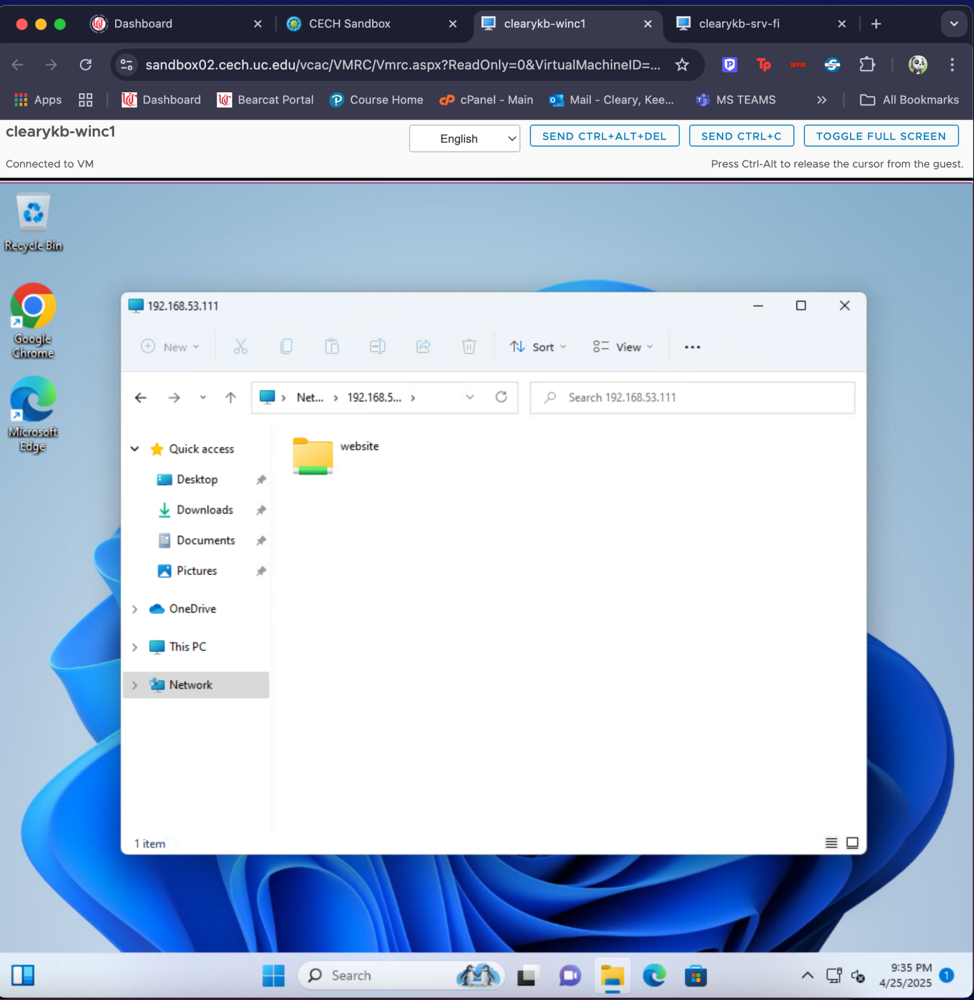 Dashboard
CECH Sandbox
clearykb-winc1
clearykb-srv-fi
sandbox02.cech.uc.edu/vcac/VMRC/Vmrc.aspx?ReadOnly=0&VirtualMachineID=...
Tp
BPR
Apps
Dashboard
Bearcat Portal
Course Home
cPanel - Main
Mail - Cleary, Kee...
MS TEAMS
All Bookmarks
clearykb-winc1
English
SEND CTRL+ALT+DEL
SEND CTRL+C
TOGGLE FULL SCREEN
Connected to VM
Press Ctrl-Alt to release the cursor from the guest.
Recycle Bin
Google
Chrome
Microsoft
Edge
192.168.53.111
New
Sort
View
Net...
192.168.5...
Search 192.168.53.111
Quick access
Desktop
Downloads
Documents
Pictures
OneDrive
This PC
Network
website
1 item
Search
9:35 PM
4/25/2025
1